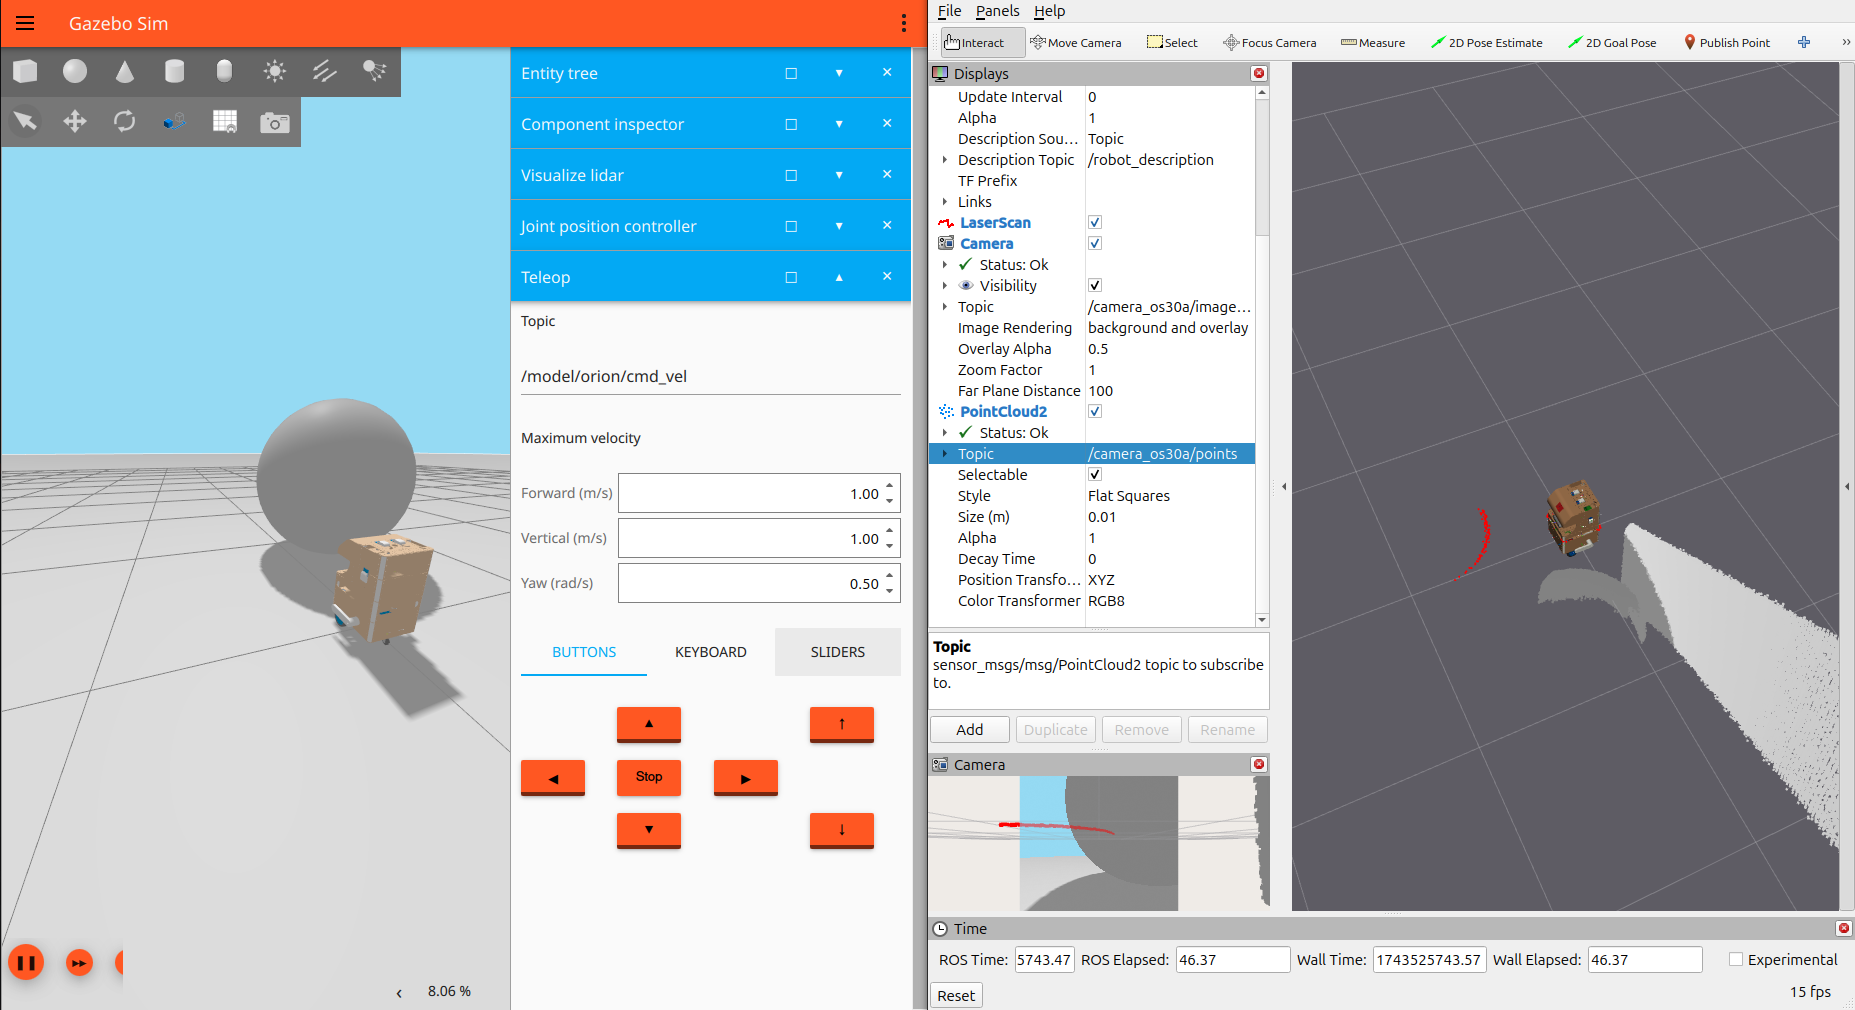 Gazebo Sim
Entity tree
Component inspector
Visualize lidar
Joint position controller
Teleop
Topic
/model/orion/cmd_vel
Maximum velocity
Forward (m/s) 1.00
Vertical (m/s) 1.00
Yaw (rad/s) 0.50
BUTTONS KEYBOARD SLIDERS
Stop
8.06 %
File Panels Help
Interact Move Camera Select Focus Camera Measure 2D Pose Estimate 2D Goal Pose Publish Point
Displays
Update Interval 0
Alpha 1
Description Sou... Topic
Description Topic /robot_description
TF Prefix
Links
LaserScan
Camera
Status: Ok
Visibility
Topic /camera_os30a/image...
Image Rendering background and overlay
Overlay Alpha 0.5
Zoom Factor 1
Far Plane Distance 100
PointCloud2
Status: Ok
Topic /camera_os30a/points
Selectable
Style Flat Squares
Size (m) 0.01
Alpha 1
Decay Time 0
Position Transfo... XYZ
Color Transformer RGB8
Topic
sensor_msgs/msg/PointCloud2 topic to subscribe
to.
Add Duplicate Remove Rename
Camera
Time
ROS Time: 5743.47 ROS Elapsed: 46.37 Wall Time: 1743525743.57 Wall Elapsed: 46.37 Experimental
Reset 15 fps